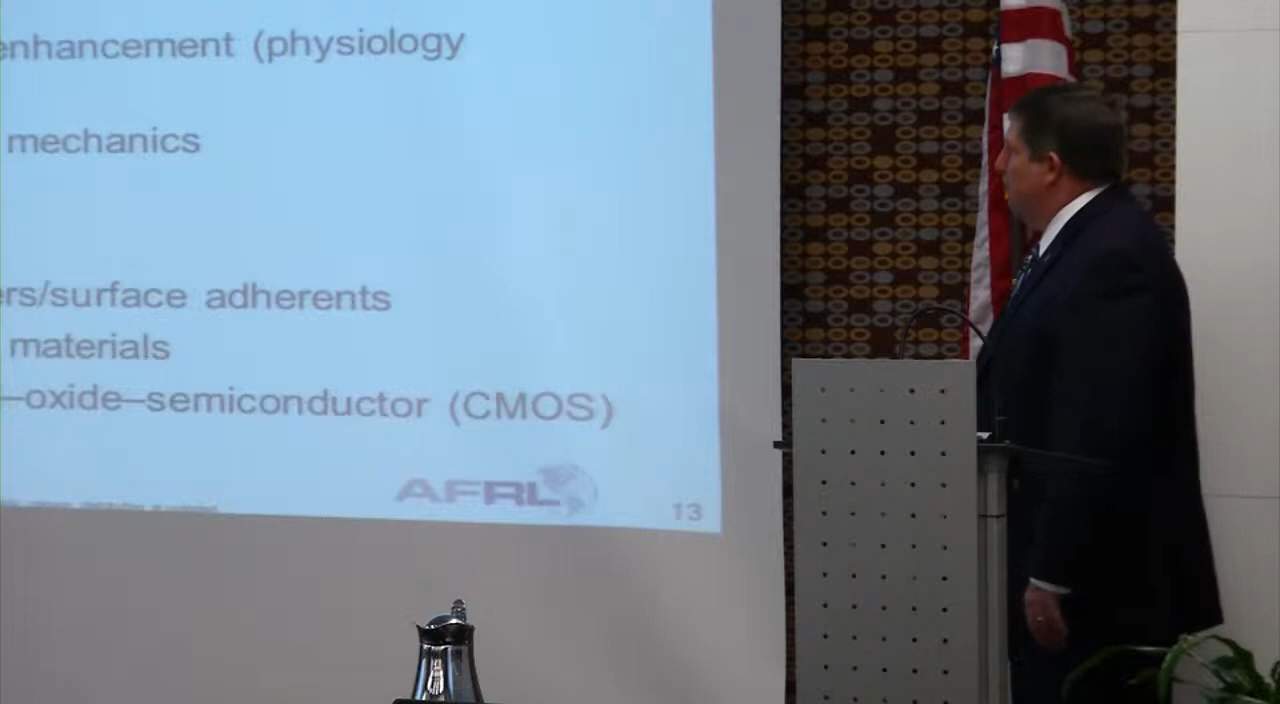 enhancement (physiology
mechanics
ers/surface adherents
materials
–oxide–semiconductor (CMOS)
AFRL
13